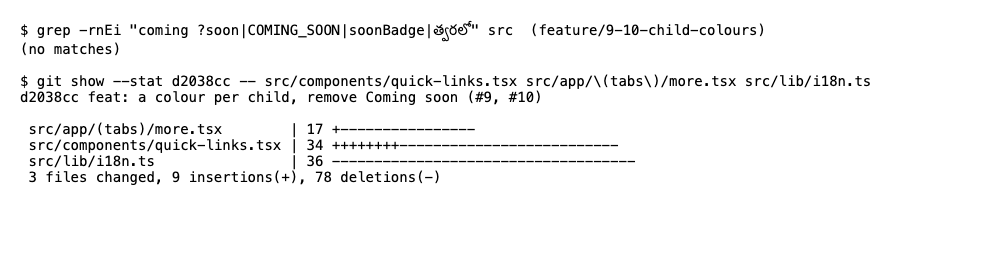 $ grep -rnEi "coming ?soon|COMING_SOON|soonBadge|త్వరలో" src  (feature/9-10-child-colours)
(no matches)
$ git show --stat d2038cc -- src/components/quick-links.tsx src/app/\(tabs\)/more.tsx src/lib/i18n.ts
d2038cc feat: a colour per child, remove Coming soon (#9, #10)
src/app/(tabs)/more.tsx        | 17 +----------------
src/components/quick-links.tsx | 34 ++++++++--------------------------
src/lib/i18n.ts                | 36 ------------------------------------
3 files changed, 9 insertions(+), 78 deletions(-)